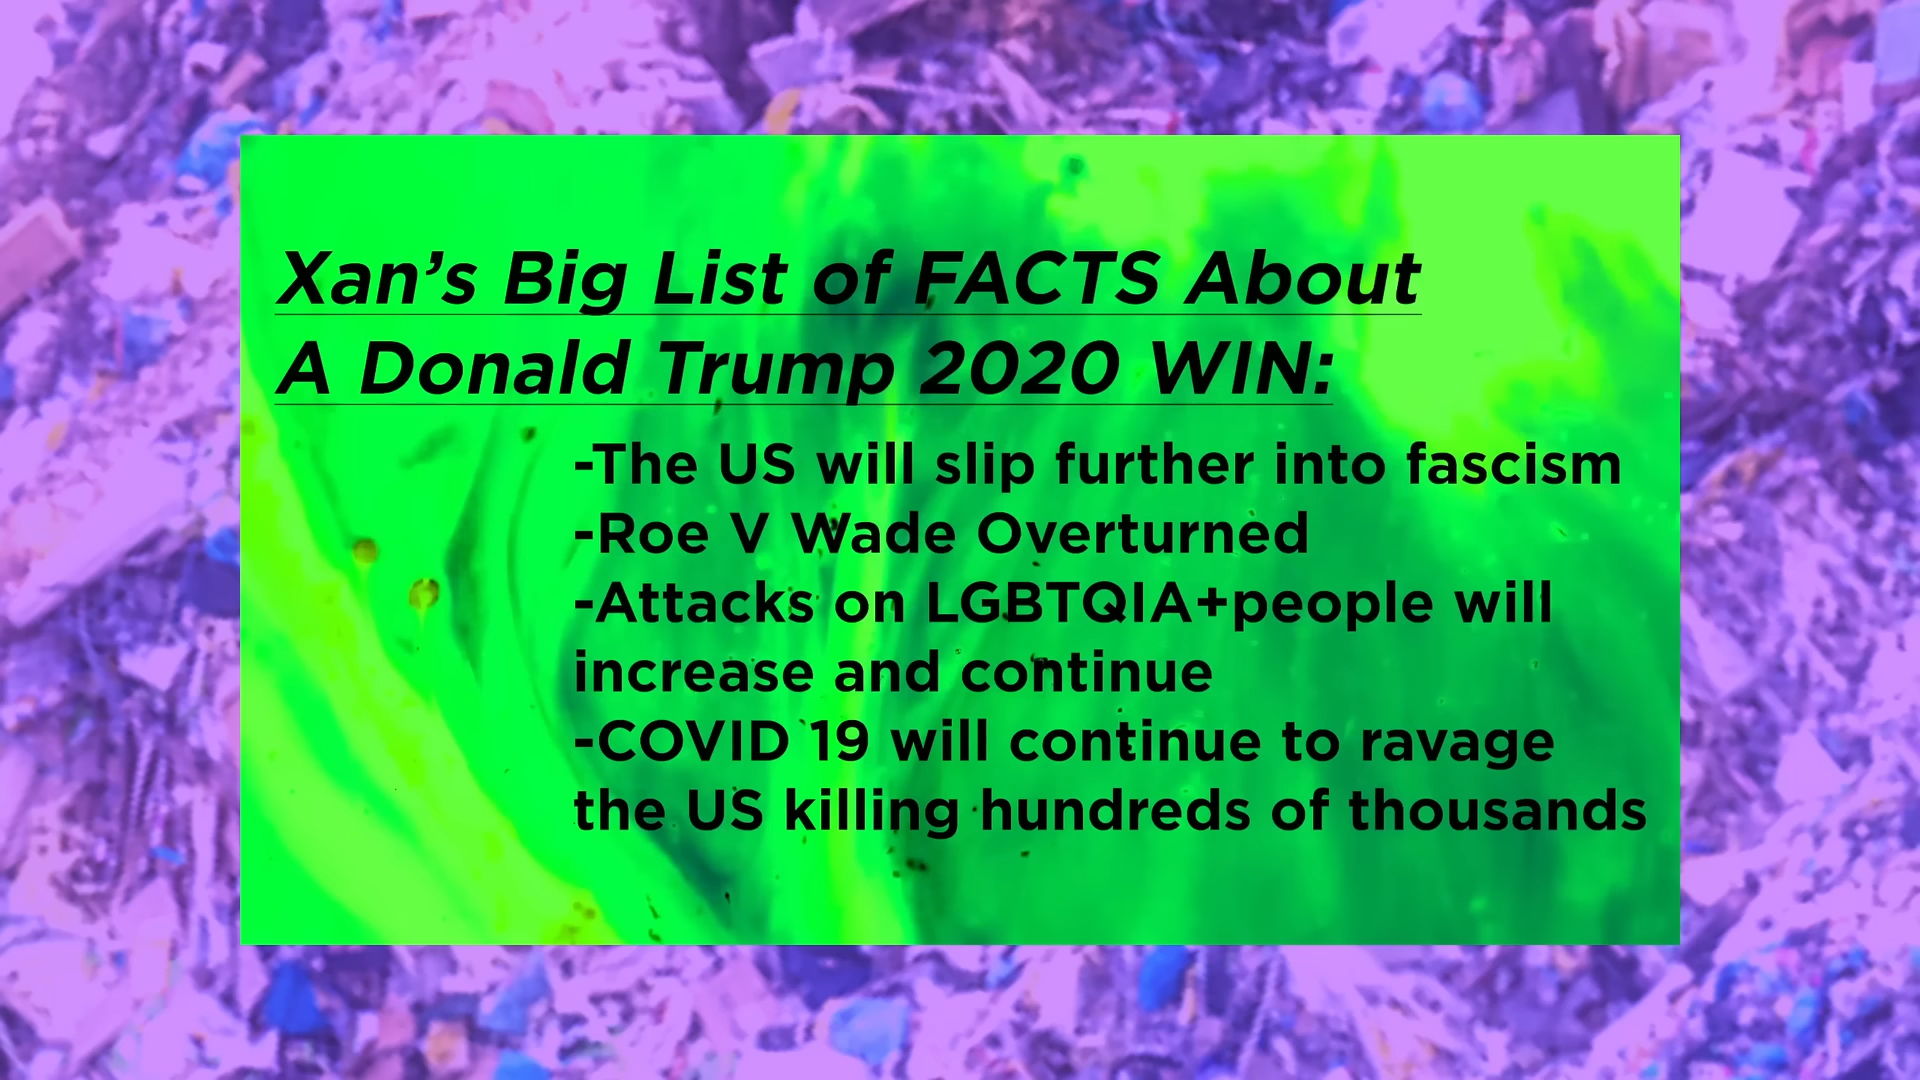 Xan’s Big List of FACTS About
A Donald Trump 2020 WIN:
-The US will slip further into fascism
-Roe V Wade Overturned
-Attacks on LGBTQIA+people will
increase and continue
-COVID 19 will continue to ravage
the US killing hundreds of thousands